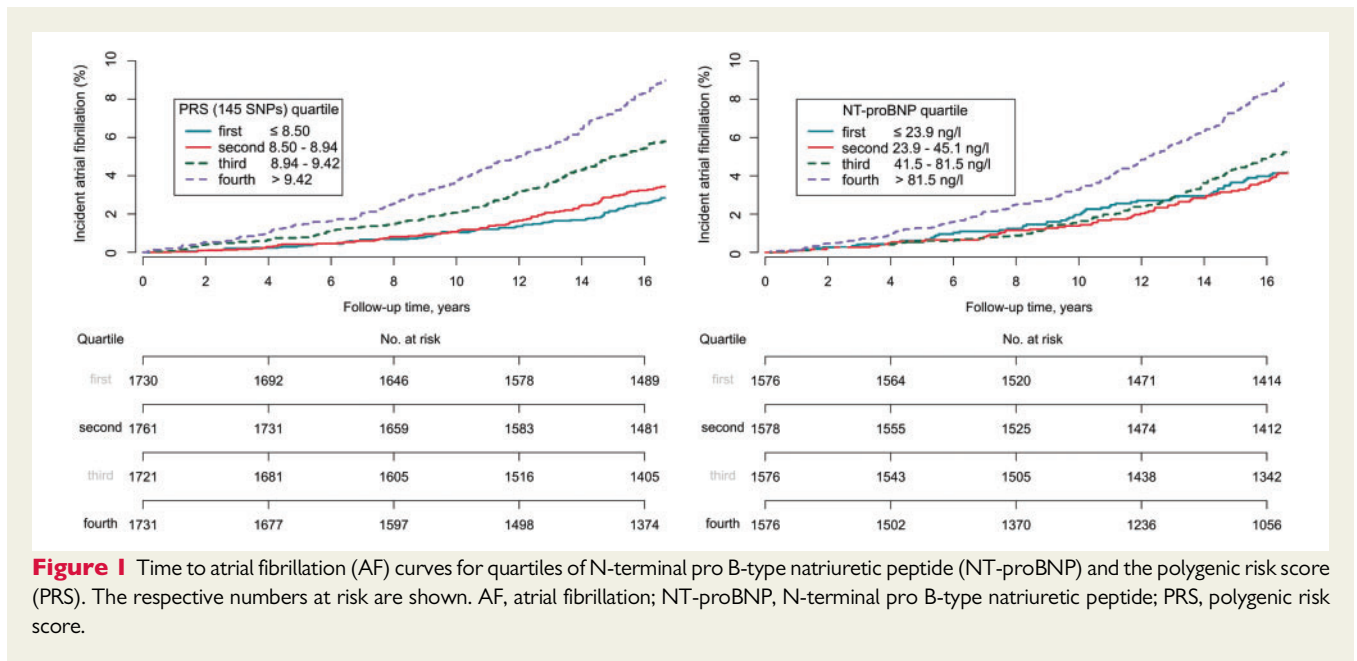 Incident atrial fibrillation (%)
10
8
6
4
2
0
PRS (145 SNPs) quartile
first ≤ 8.50
second 8.50 - 8.94
third 8.94 - 9.42
fourth > 9.42
0 2 4 6 8 10 12 14 16
Follow-up time, years
Quartile No. at risk
first 1730 1692 1646 1578 1489
second 1761 1731 1659 1583 1481
third 1721 1681 1605 1516 1405
fourth 1731 1677 1597 1498 1374
Incident atrial fibrillation (%)
10
8
6
4
2
0
NT-proBNP quartile
first ≤ 23.9 ng/l
second 23.9 - 45.1 ng/l
third 41.5 - 81.5 ng/l
fourth > 81.5 ng/l
0 2 4 6 8 10 12 14 16
Follow-up time, years
Quartile No. at risk
first 1576 1564 1520 1471 1414
second 1578 1555 1525 1474 1412
third 1576 1543 1505 1438 1342
fourth 1576 1502 1370 1236 1056
Figure 1 Time to atrial fibrillation (AF) curves for quartiles of N-terminal pro B-type natriuretic peptide (NT-proBNP) and the polygenic risk score
(PRS). The respective numbers at risk are shown. AF, atrial fibrillation; NT-proBNP, N-terminal pro B-type natriuretic peptide; PRS, polygenic risk
score.